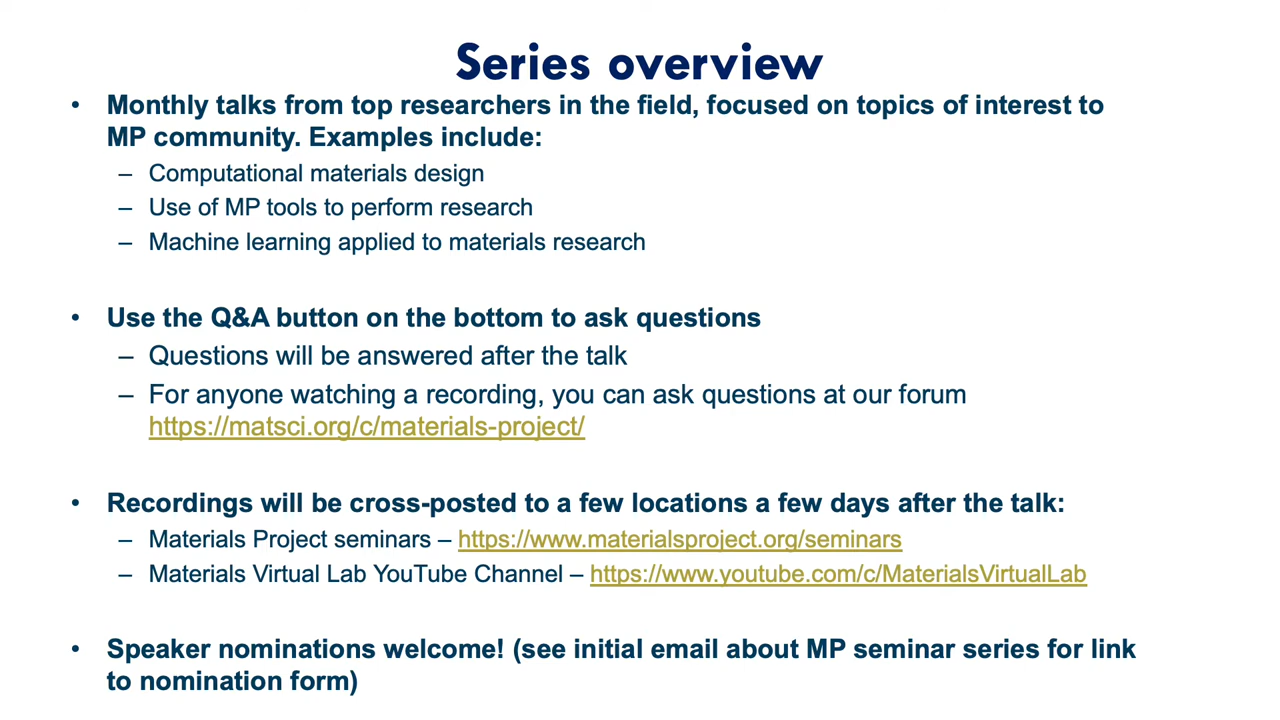 Series overview
• Monthly talks from top researchers in the field, focused on topics of interest to
MP community. Examples include:
– Computational materials design
– Use of MP tools to perform research
– Machine learning applied to materials research
• Use the Q&A button on the bottom to ask questions
– Questions will be answered after the talk
– For anyone watching a recording, you can ask questions at our forum
https://matsci.org/c/materials-project/
• Recordings will be cross-posted to a few locations a few days after the talk:
– Materials Project seminars – https://www.materialsproject.org/seminars
– Materials Virtual Lab YouTube Channel – https://www.youtube.com/c/MaterialsVirtualLab
• Speaker nominations welcome! (see initial email about MP seminar series for link
to nomination form)